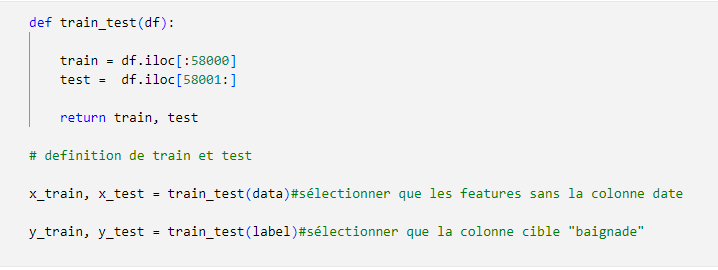 def train_test(df):
train = df.iloc[:58000]
test =  df.iloc[58001:]
return train, test
# definition de train et test
x_train, x_test = train_test(data)#sélectionner que les features sans la colonne date
y_train, y_test = train_test(label)#sélectionner que la colonne cible "baignade"